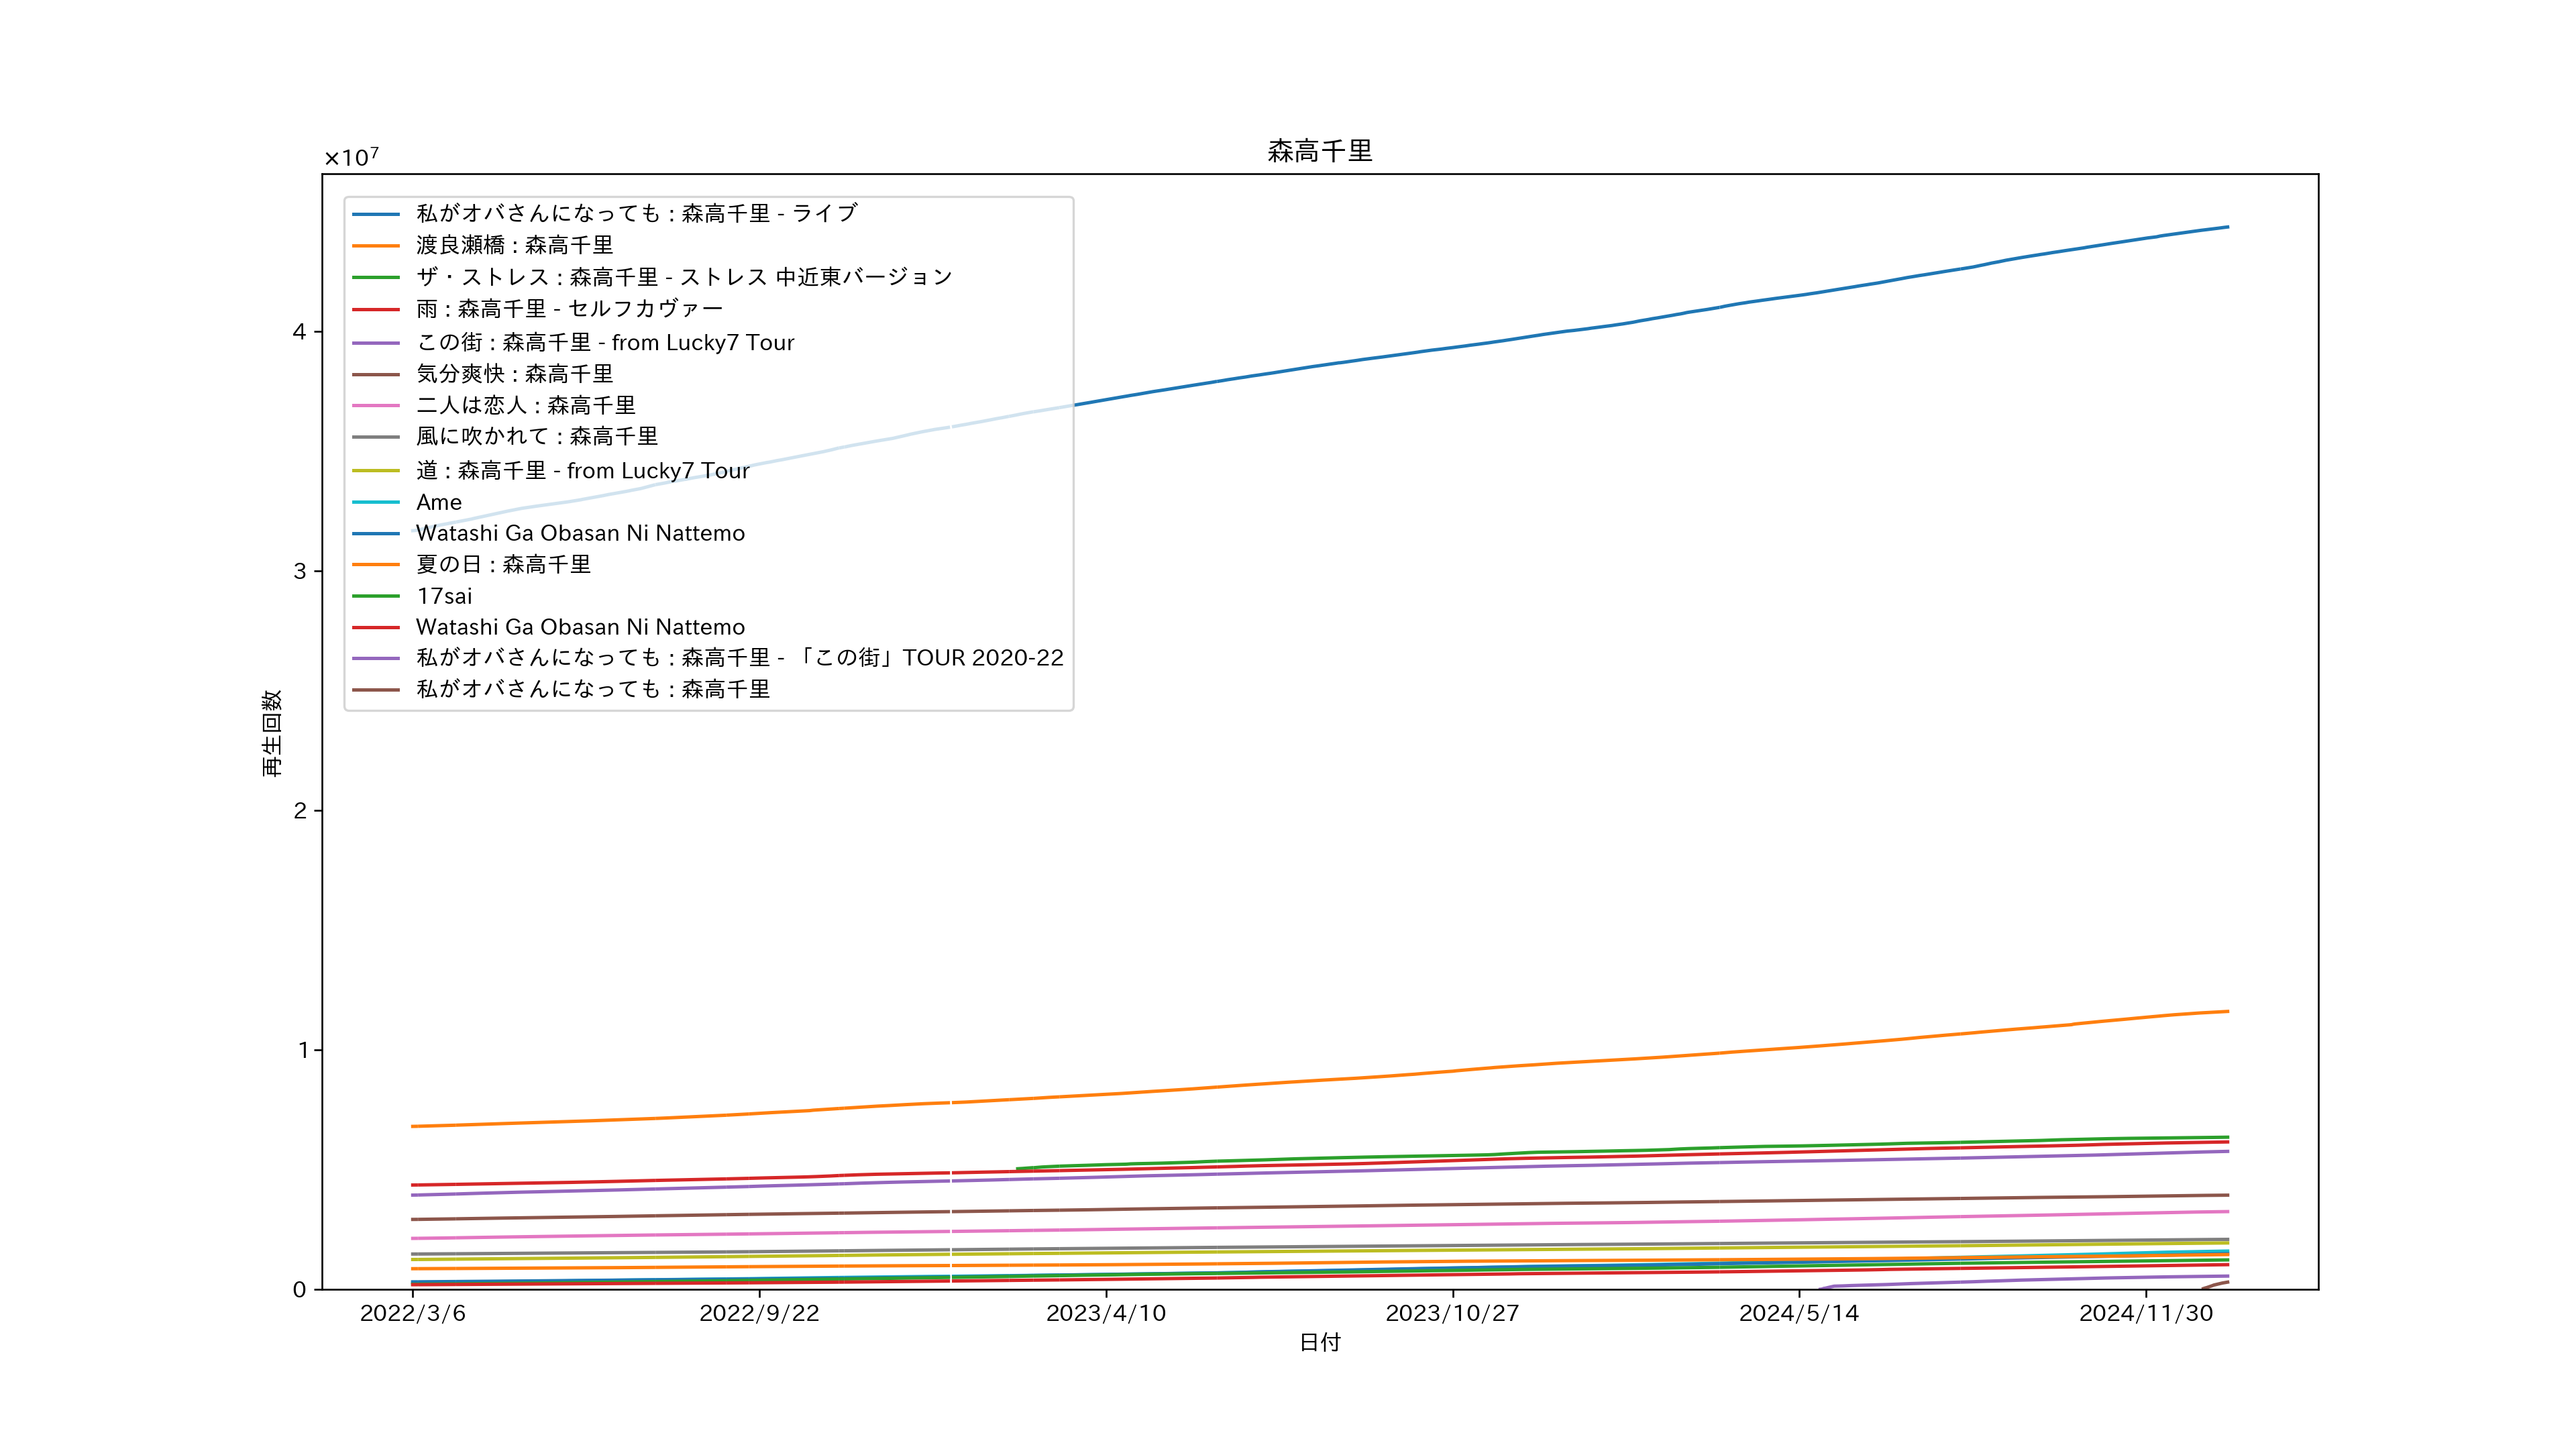 森高千里
×10⁷
私がオバさんになっても : 森高千里 - ライブ
渡良瀬橋 : 森高千里
ザ・ストレス : 森高千里 - ストレス 中近東バージョン
雨 : 森高千里 - セルフカヴァー
この街 : 森高千里 - from Lucky7 Tour
気分爽快 : 森高千里
二人は恋人 : 森高千里
風に吹かれて : 森高千里
道 : 森高千里 - from Lucky7 Tour
Ame
Watashi Ga Obasan Ni Nattemo
夏の日 : 森高千里
17sai
Watashi Ga Obasan Ni Nattemo
私がオバさんになっても : 森高千里 - 「この街」TOUR 2020-22
私がオバさんになっても : 森高千里
4
3
2
1
0
再生回数
2022/3/6 2022/9/22 2023/4/10 2023/10/27 2024/5/14 2024/11/30
日付